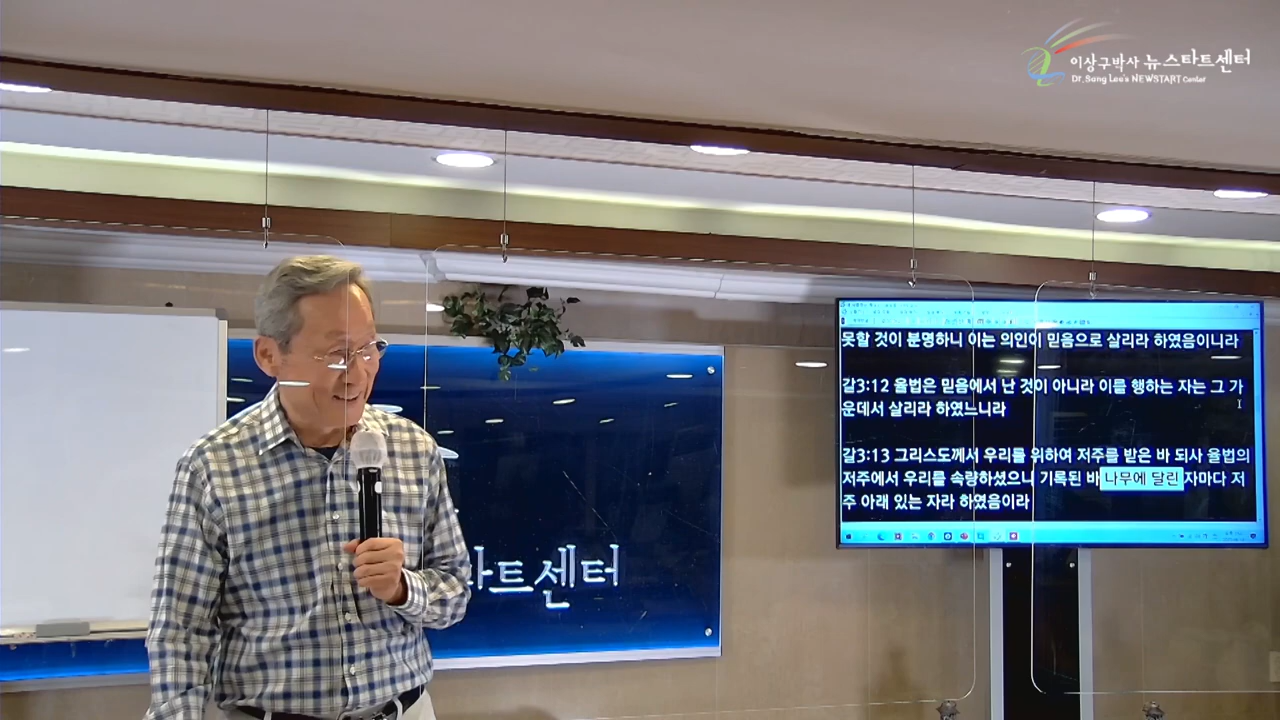 이상구박사 뉴스타트센터
Dr. Sang Lee's NEWSTART Center
못할 것이 분명하니 이는 의인이 믿음으로 살리라 하였음이니라
갈3:12 율법은 믿음에서 난 것이 아니라 이를 행하는 자는 그 가
운데서 살리라 하였느니라
갈3:13 그리스도께서 우리를 위하여 저주를 받은 바 되사 율법의
저주에서 우리를 속량하셨으니 기록된 바 나무에 달린 자마다 저
주 아래 있는 자라 하였음이라
타트센터